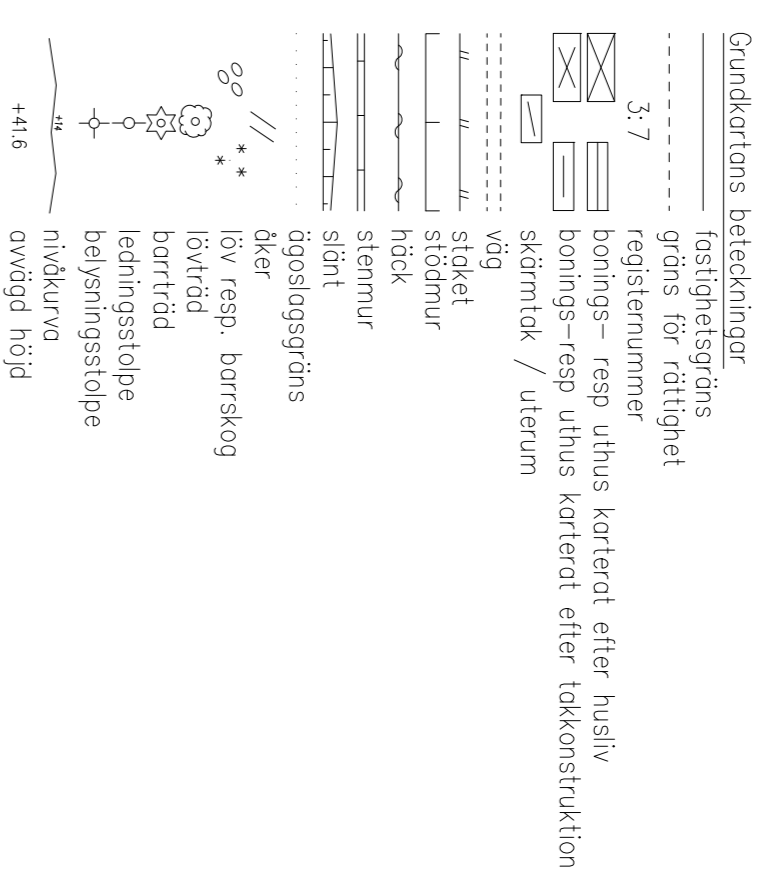 Grundkartans beteckningar
fastighetsgräns
gräns för rättighet
3:7 registernummer
bonings- resp uthus karterat efter husliv
bonings-resp uthus karterat efter takkonstruktion
skärmtak / uterum
väg
staket
stödmur
häck
stenmur
slänt
ägoslagsgräns
åker
löv resp. barrskog
lövträd
barrträd
ledningsstolpe
belysningsstolpe
+14 nivåkurva
+41.6 avvägd höjd